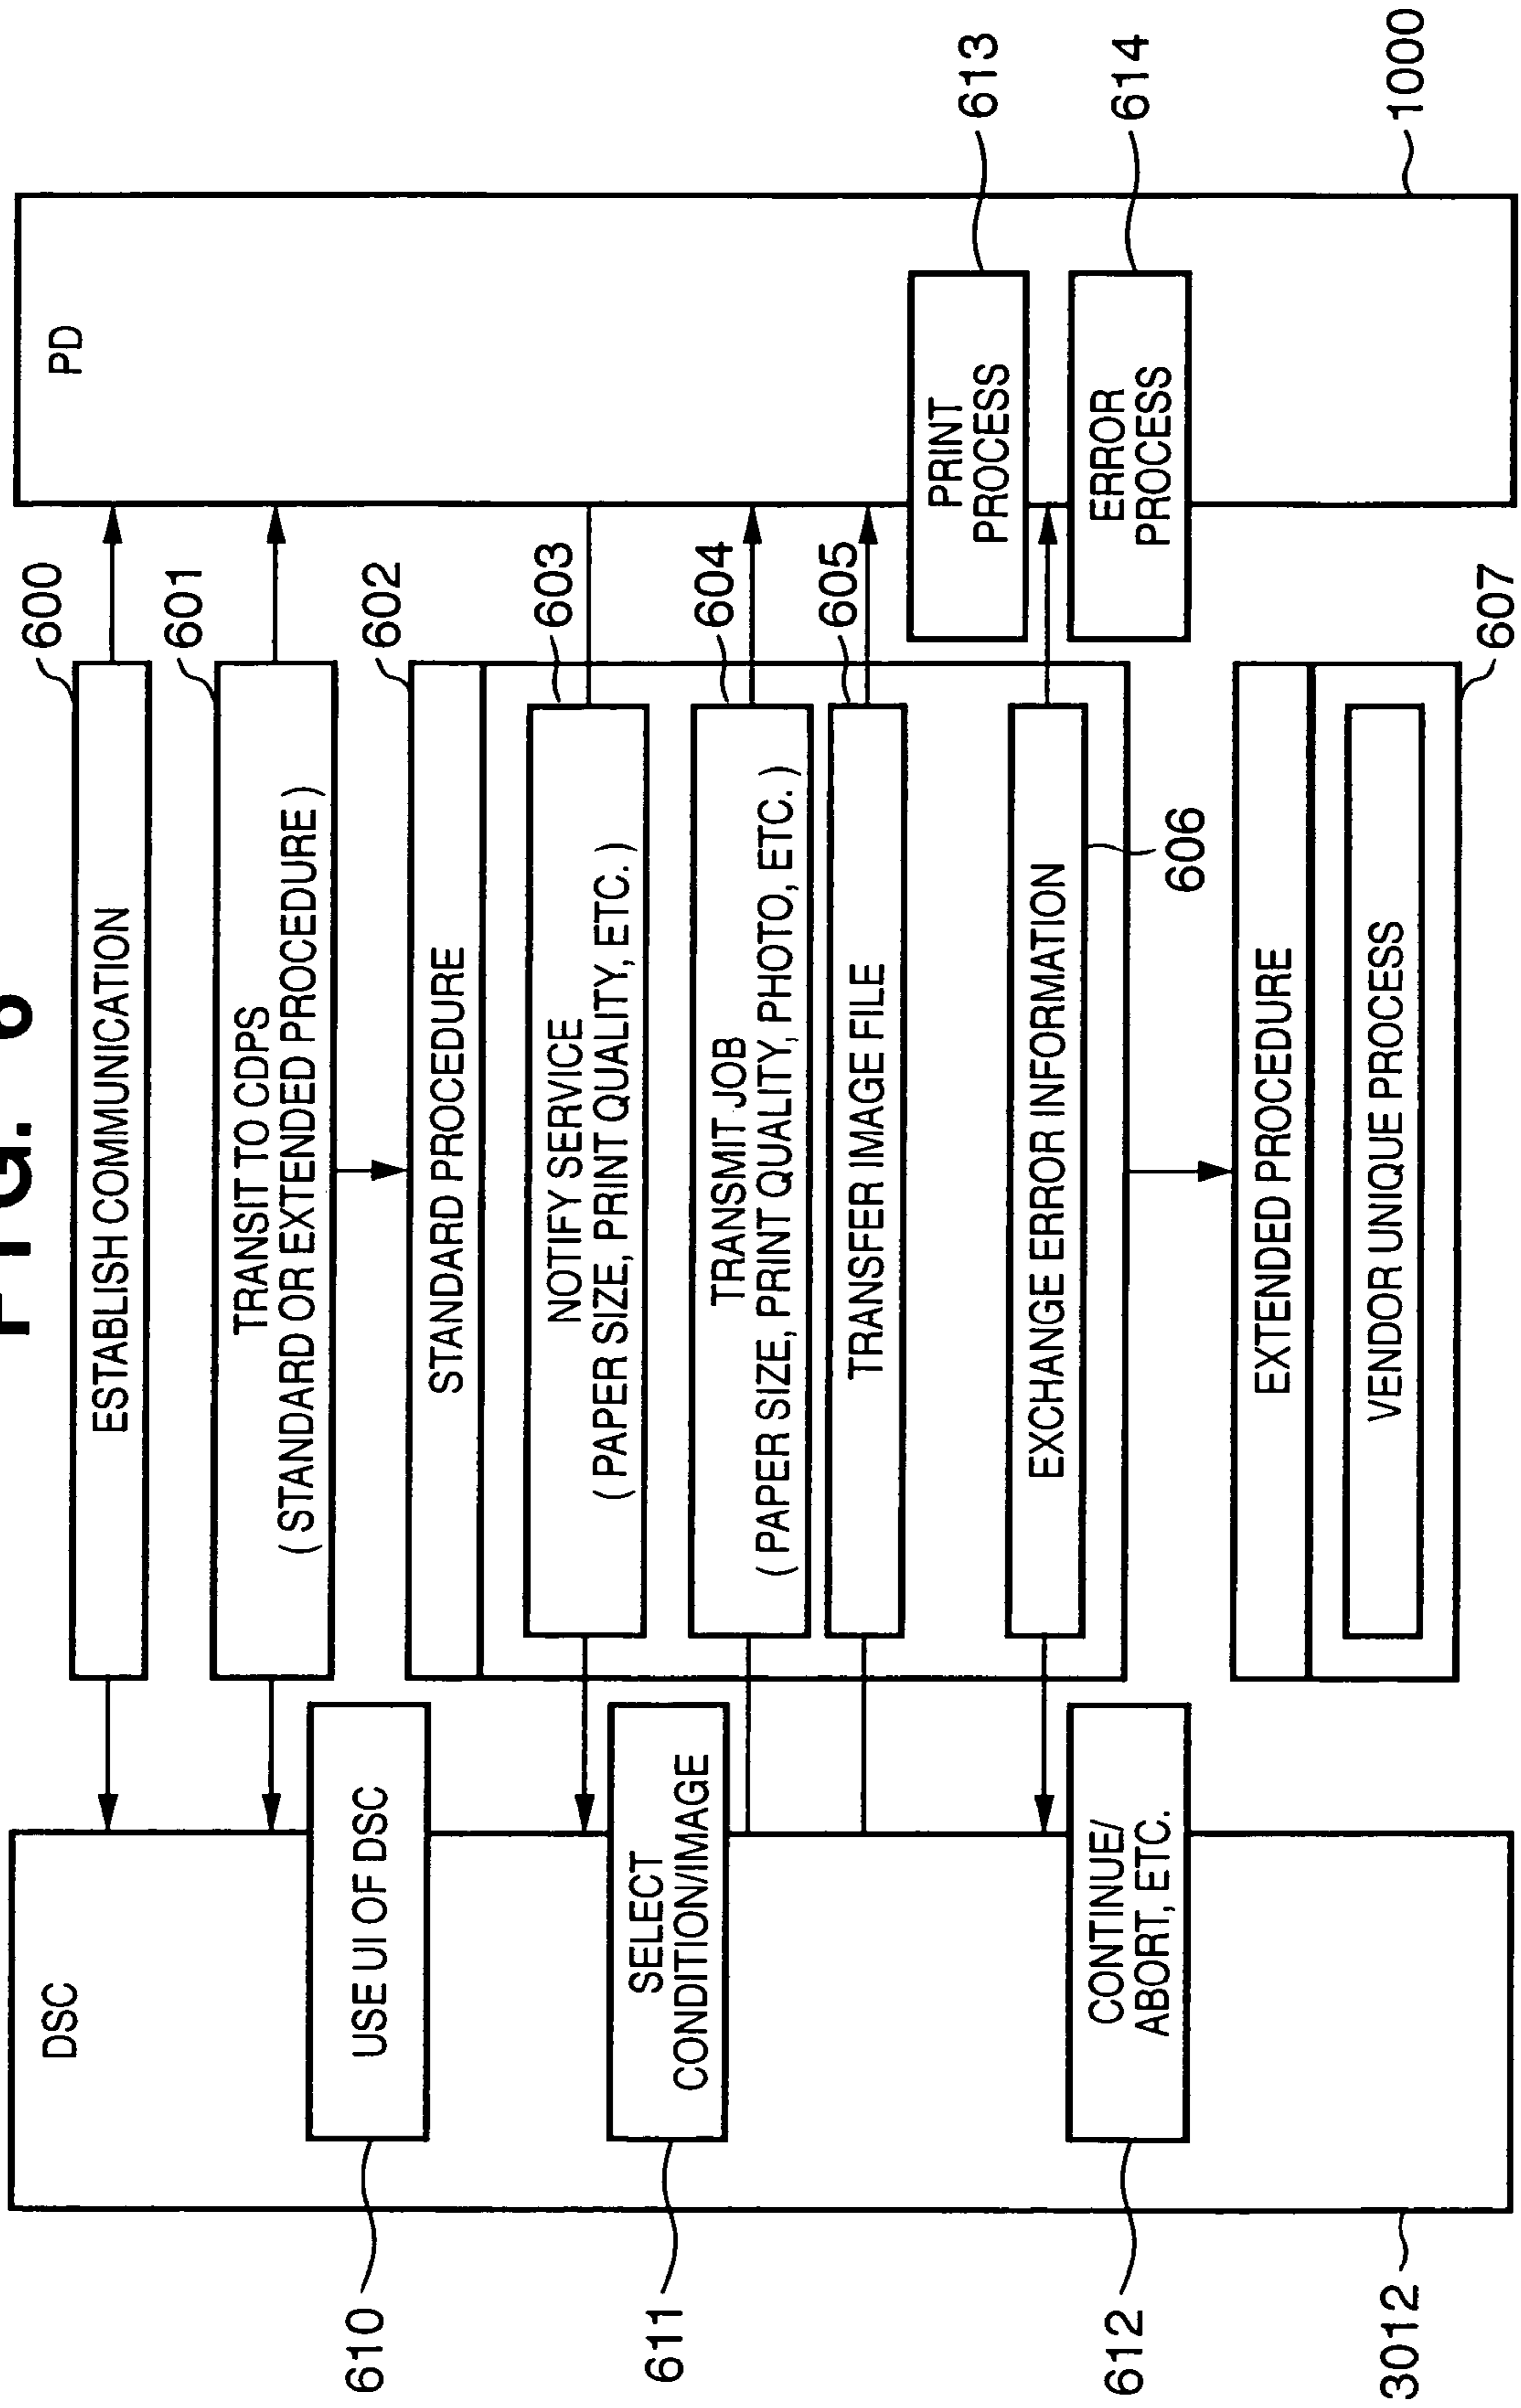 FIG. 6
600
ESTABLISH COMMUNICATION
601
TRANSIT TO CDPS
( STANDARD OR EXTENDED PROCEDURE )
602
STANDARD PROCEDURE
603
NOTIFY SERVICE
( PAPER SIZE, PRINT QUALITY, ETC. )
604
TRANSMIT JOB
( PAPER SIZE, PRINT QUALITY, PHOTO, ETC. )
605
TRANSFER IMAGE FILE
EXCHANGE ERROR INFORMATION
606
EXTENDED PROCEDURE
VENDOR UNIQUE PROCESS
607
DSC
USE UI OF DSC
610
SELECT
CONDITION/IMAGE
611
CONTINUE/
ABORT, ETC.
612
3012
PD
PRINT
PROCESS
613
ERROR
PROCESS
614
1000